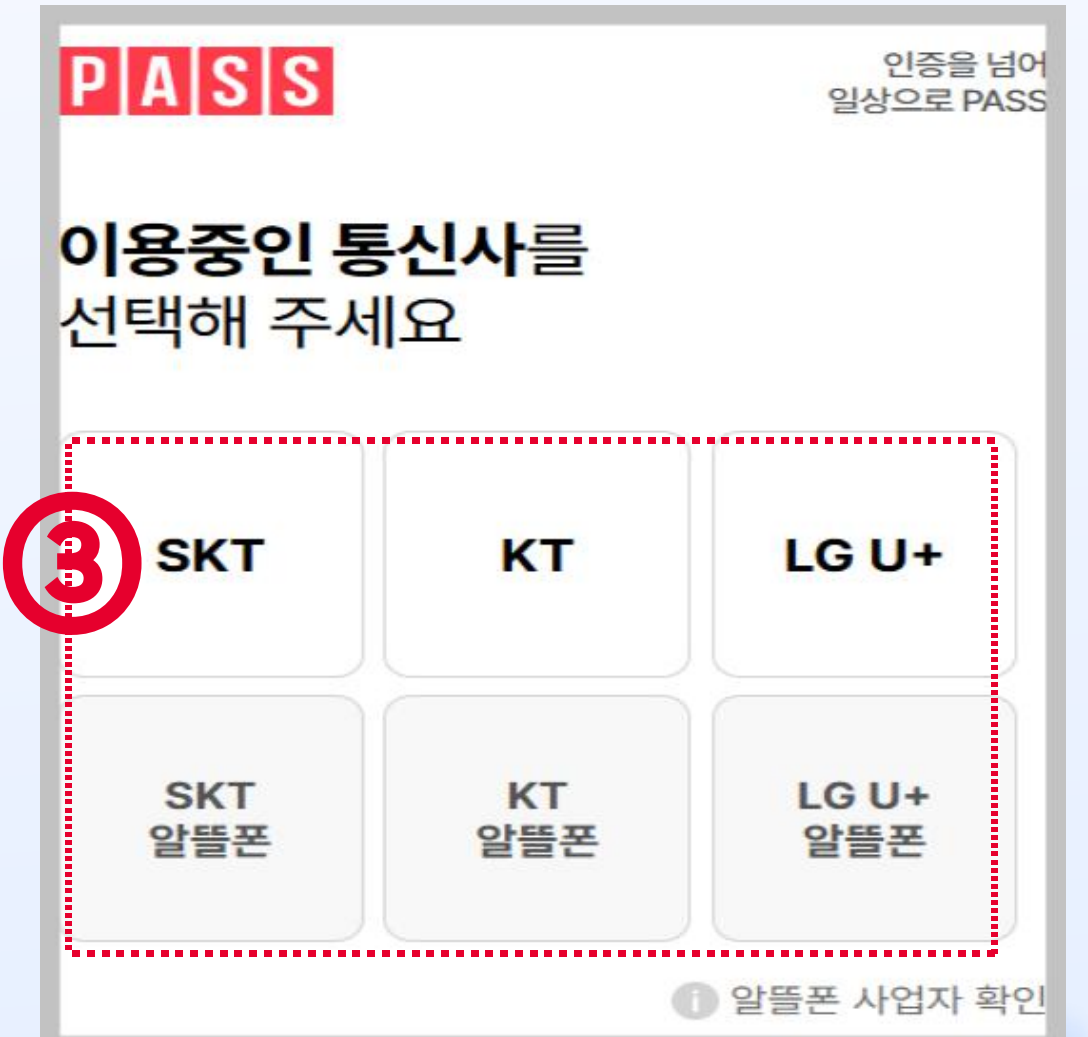 PASS
인증을 넘어
일상으로 PASS
이용중인 통신사를
선택해 주세요
③
SKT
KT
LG U+
SKT
알뜰폰
KT
알뜰폰
LG U+
알뜰폰
i 알뜰폰 사업자 확인